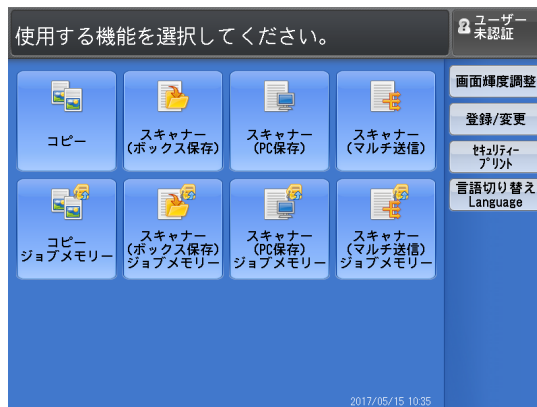 使用する機能を選択してください。
ユーザー
未認証
コピー
スキャナー
(ボックス保存)
スキャナー
(PC保存)
スキャナー
(マルチ送信)
コピー
ジョブメモリー
スキャナー
(ボックス保存)
ジョブメモリー
スキャナー
(PC保存)
ジョブメモリー
スキャナー
(マルチ送信)
ジョブメモリー
画面輝度調整
登録/変更
ｾｷｭﾘﾃｨｰ
ﾌﾟﾘﾝﾄ
言語切り替え
Language
2017/05/15 10:35